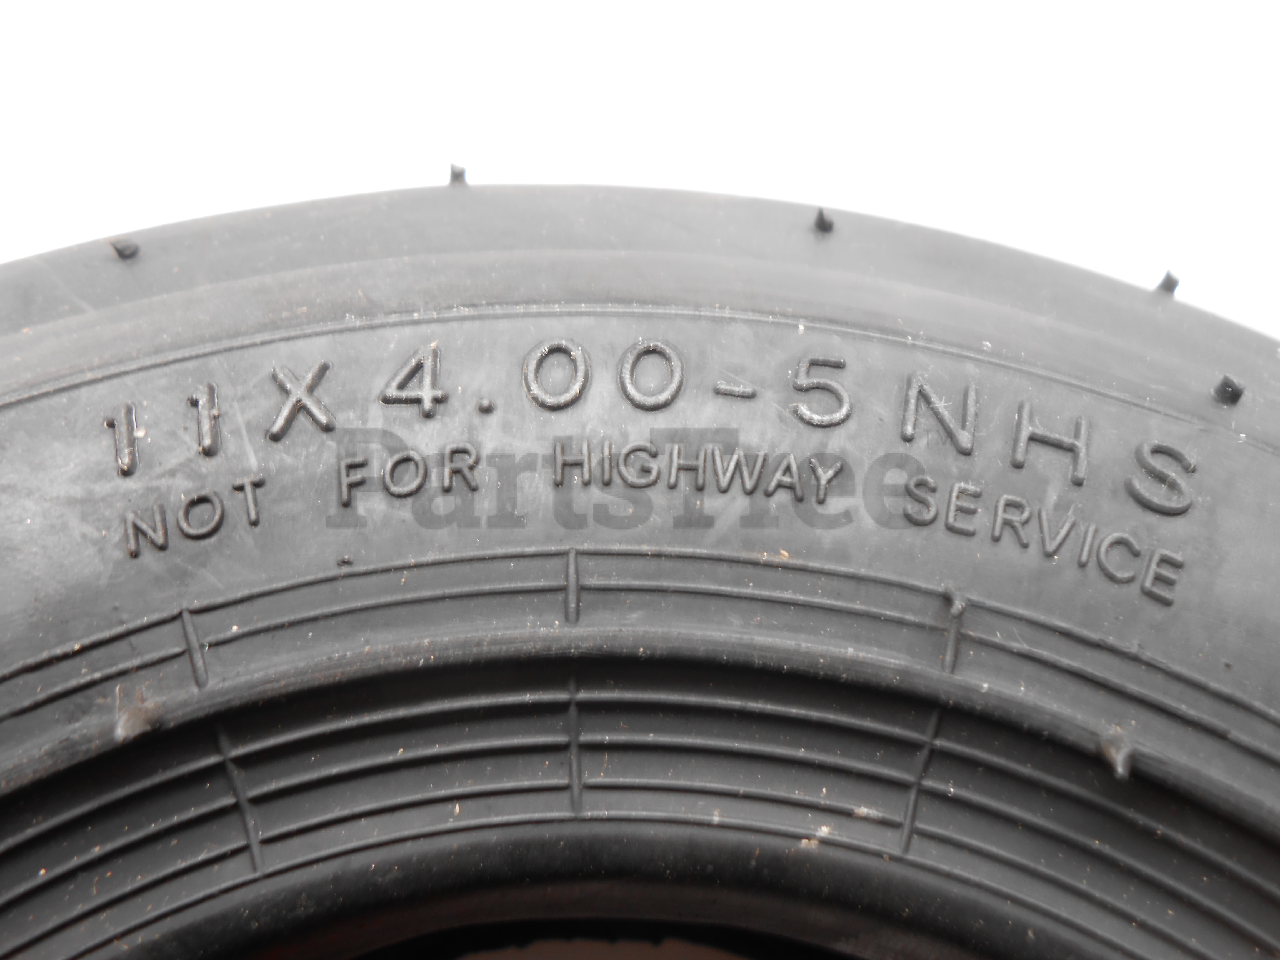 11X4.00-5NHS
NOT FOR HIGHWAY SERVICE
PartsTree